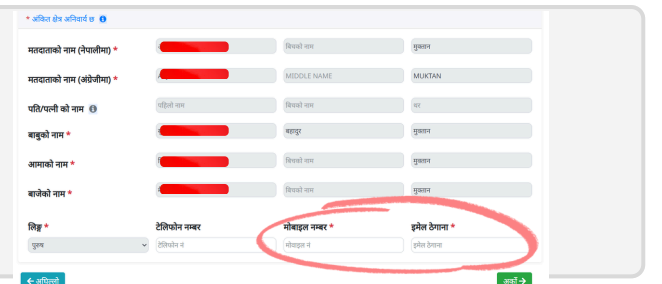 * अंकित क्षेत्र अनिवार्य छ
मतदाताको नाम (नेपालीमा) * बिचको नाम मुक्तान
मतदाताको नाम (अंग्रेजीमा) * MIDDLE NAME MUKTAN
पति/पत्नी को नाम पहिलो नाम बिचको नाम थर
बाबुको नाम * बहादुर मुक्तान
आमाको नाम * बिचको नाम मुक्तान
बाजेको नाम * बिचको नाम मुक्तान
लिङ्ग * टेलिफोन नम्बर मोबाइल नम्बर * इमेल ठेगाना *
पुरुष टेलिफोन नं मोवाइल नं इमेल ठेगाना
← अघिल्लो अर्को →